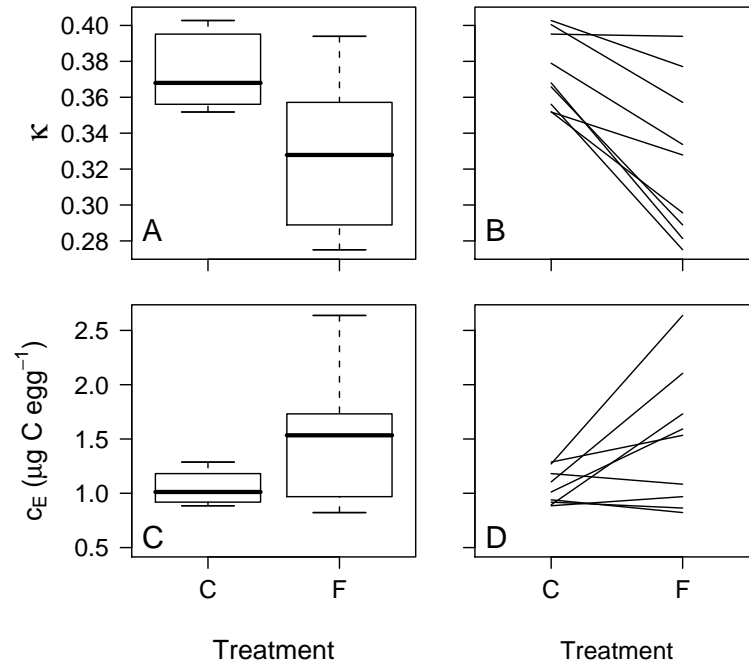 0.40
0.38
0.36
0.34
0.32
0.30
0.28
κ
A
B
C
F
C
F
2.5
2.0
1.5
1.0
0.5
c_E (µg C egg⁻¹)
C
D
C
F
C
F
Treatment
Treatment